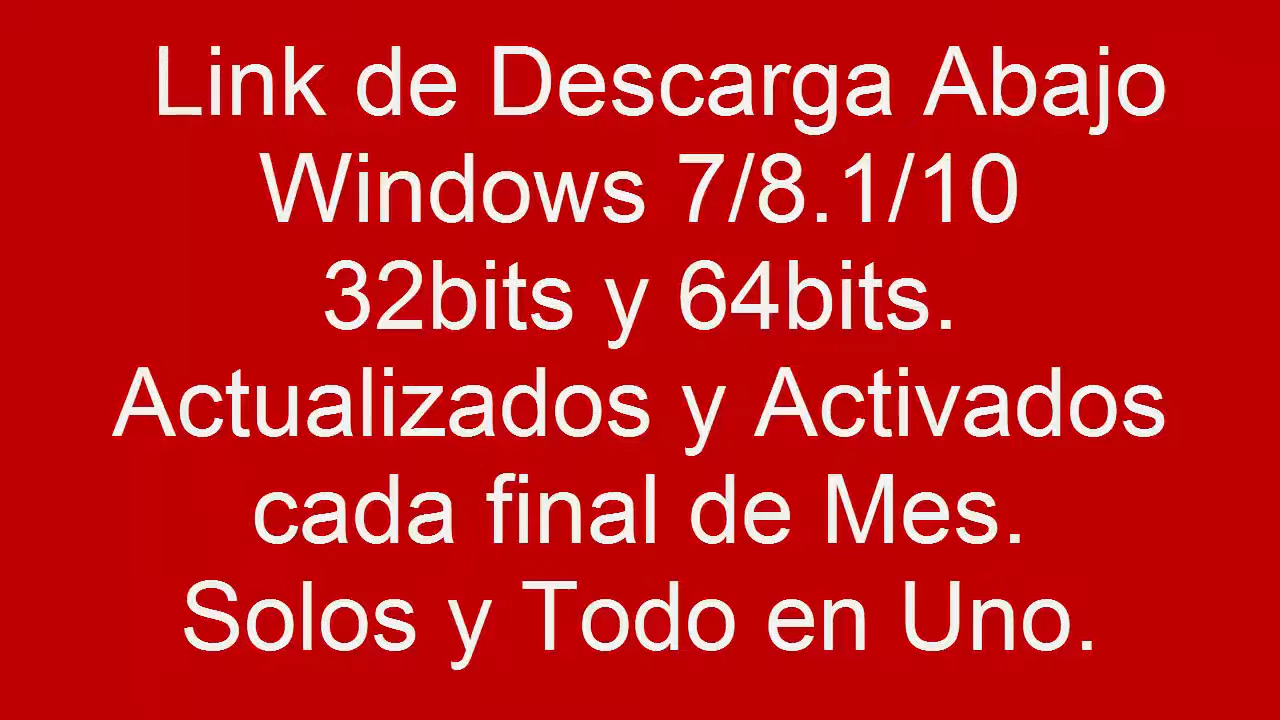 Link de Descarga Abajo
Windows 7/8.1/10
32bits y 64bits.
Actualizados y Activados
cada final de Mes.
Solos y Todo en Uno.